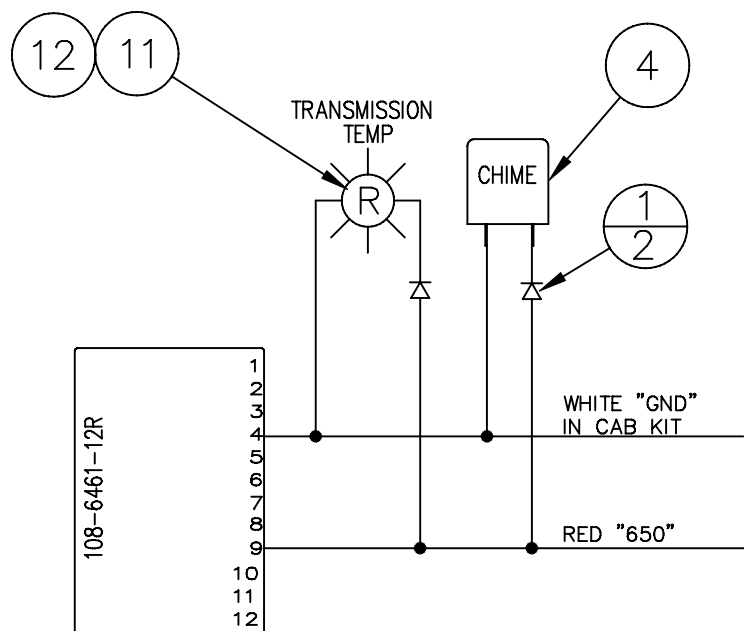 12 11
4
TRANSMISSION
TEMP
R
CHIME
1
2
108-6461-12R
1
2
3
4
5
6
7
8
9
10
11
12
WHITE "GND"
IN CAB KIT
RED "650"